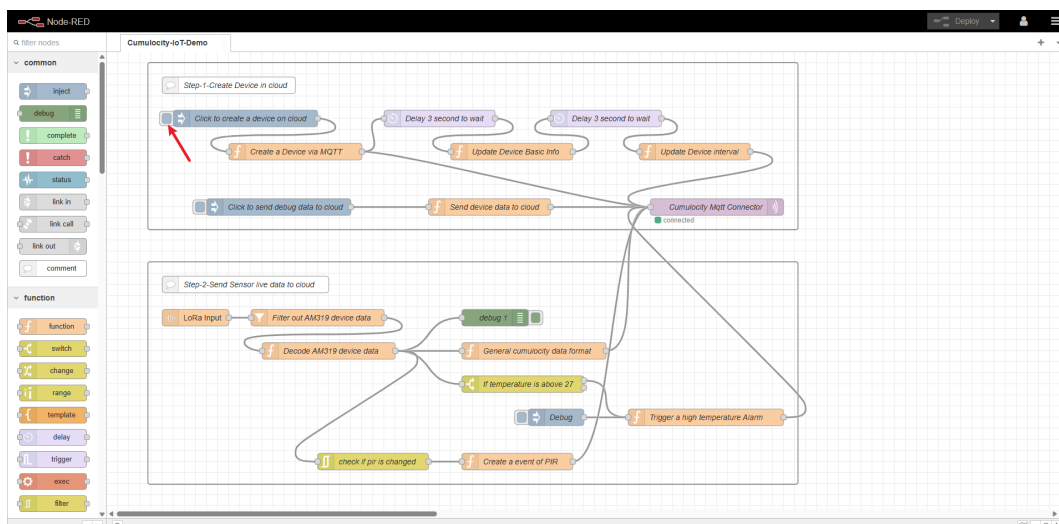 Node-RED
Deploy
filter nodes
Cumulocity-IoT-Demo
common
inject
debug
complete
catch
status
link in
link call
link out
comment
function
function
switch
change
range
template
delay
trigger
exec
filter
Step-1-Create Device in cloud
Click to create a device on cloud
Delay 3 second to wait
Delay 3 second to wait
Create a Device via MQTT
Update Device Basic Info
Update Device interval
Click to send debug data to cloud
Send device data to cloud
Cumulocity Mqtt Connector
connected
Step-2-Send Sensor live data to cloud
LoRa Input
Filter out AM319 device data
debug 1
Decode AM319 device data
General cumulocity data format
If temperature is above 27
Debug
Trigger a high temperature Alarm
check if pir is changed
Create a event of PIR